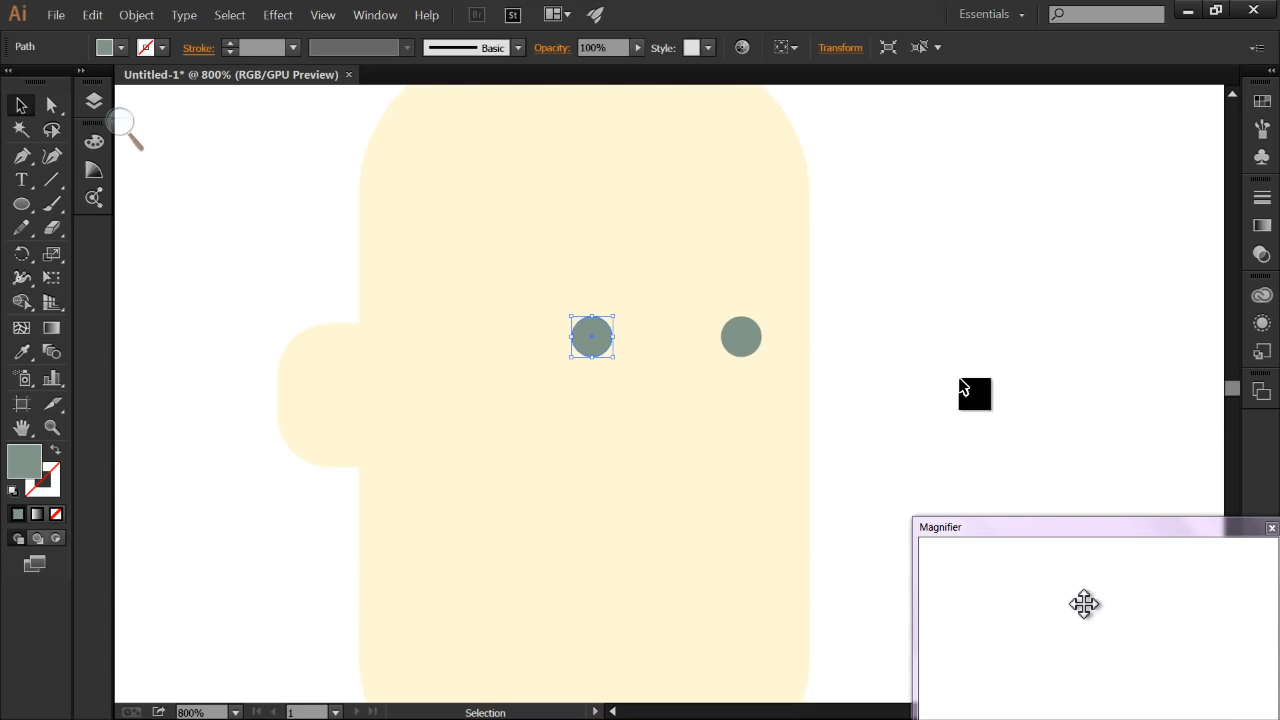 Ai File Edit Object Type Select Effect View Window Help Br St Essentials
Path Stroke: Basic Opacity: 100% Style: Transform
Untitled-1* @ 800% (RGB/GPU Preview) ×
T
Magnifier
800% 1 Selection